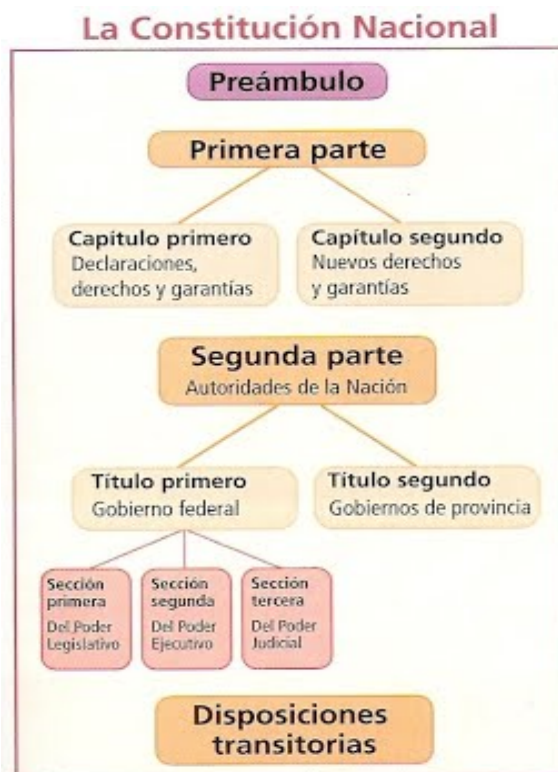 La Constitución Nacional
Preámbulo
Primera parte
Capítulo primero
Declaraciones,
derechos y garantías
Capítulo segundo
Nuevos derechos
y garantías
Segunda parte
Autoridades de la Nación
Título primero
Gobierno federal
Título segundo
Gobiernos de provincia
Sección
primera
Del Poder
Legislativo
Sección
segunda
Del Poder
Ejecutivo
Sección
tercera
Del Poder
Judicial
Disposiciones
transitorias